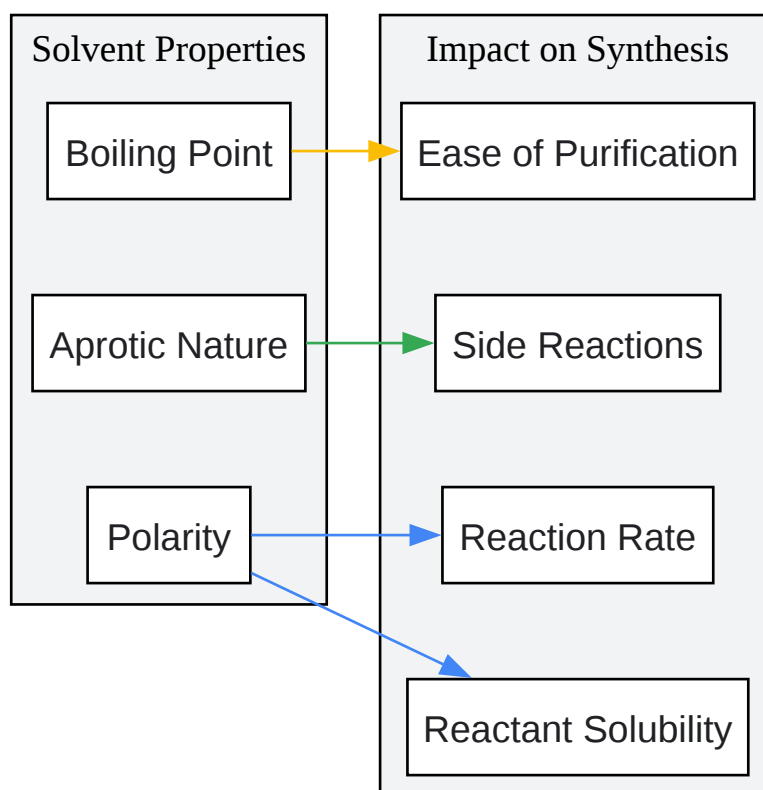 Solvent Properties
Impact on Synthesis
Boiling Point
Ease of Purification
Aprotic Nature
Side Reactions
Polarity
Reaction Rate
Reactant Solubility